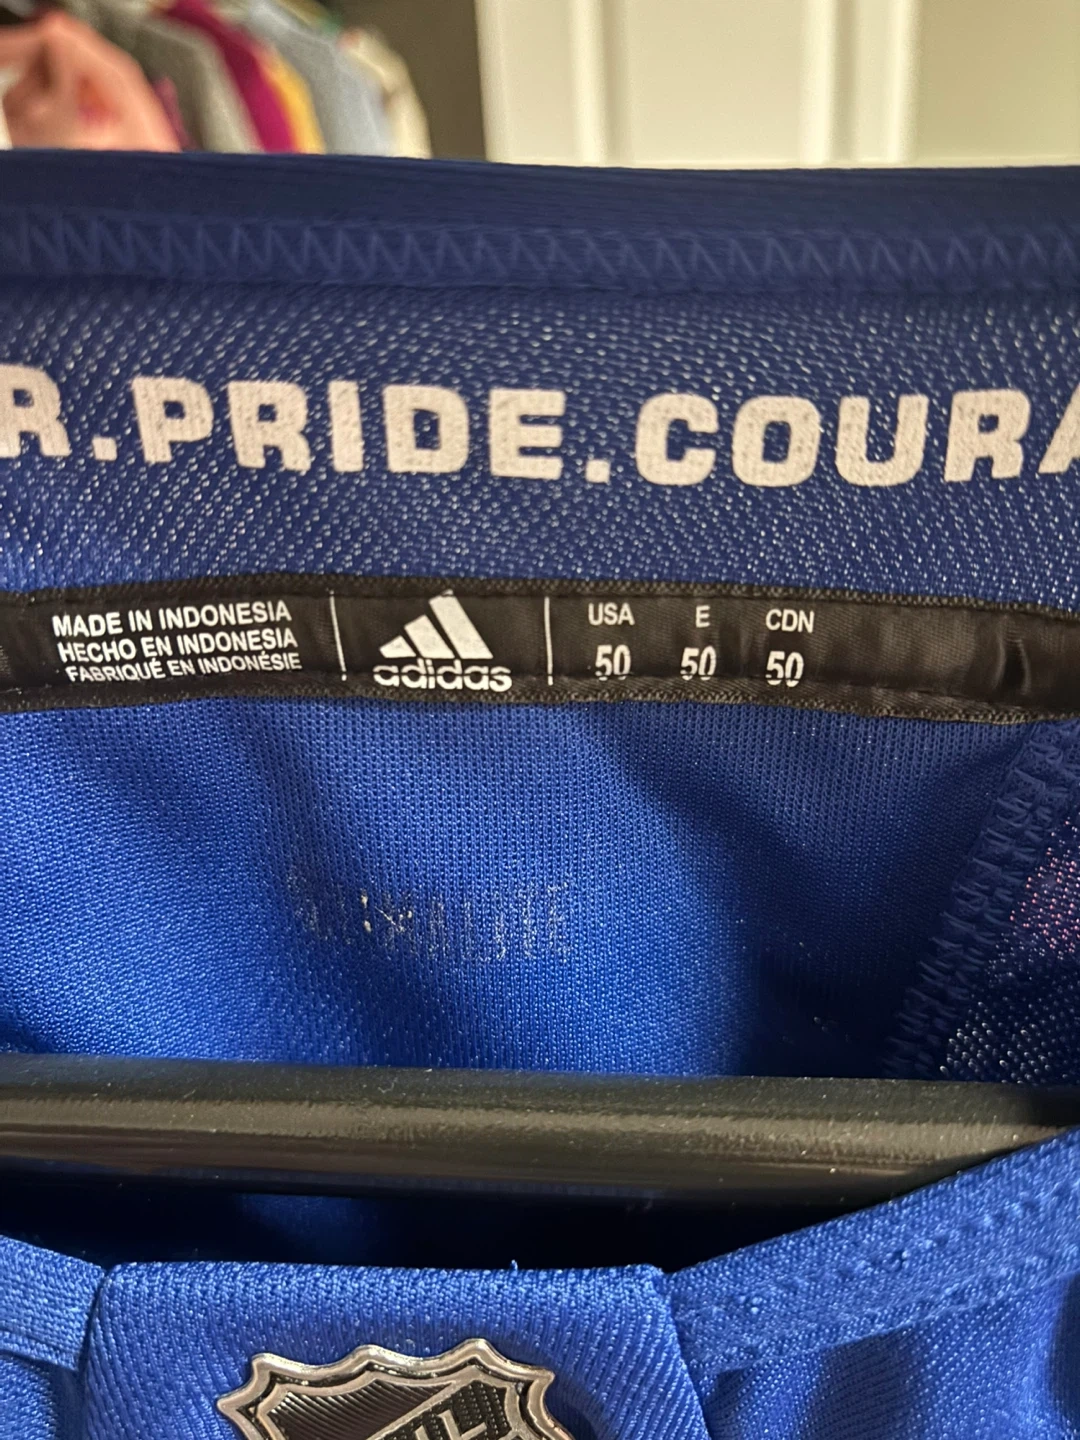 R.PRIDE.COURA
MADE IN INDONESIA
HECHO EN INDONESIA
FABRIQUÉ EN INDONÉSIE
adidas
USA E CDN
50 50 50